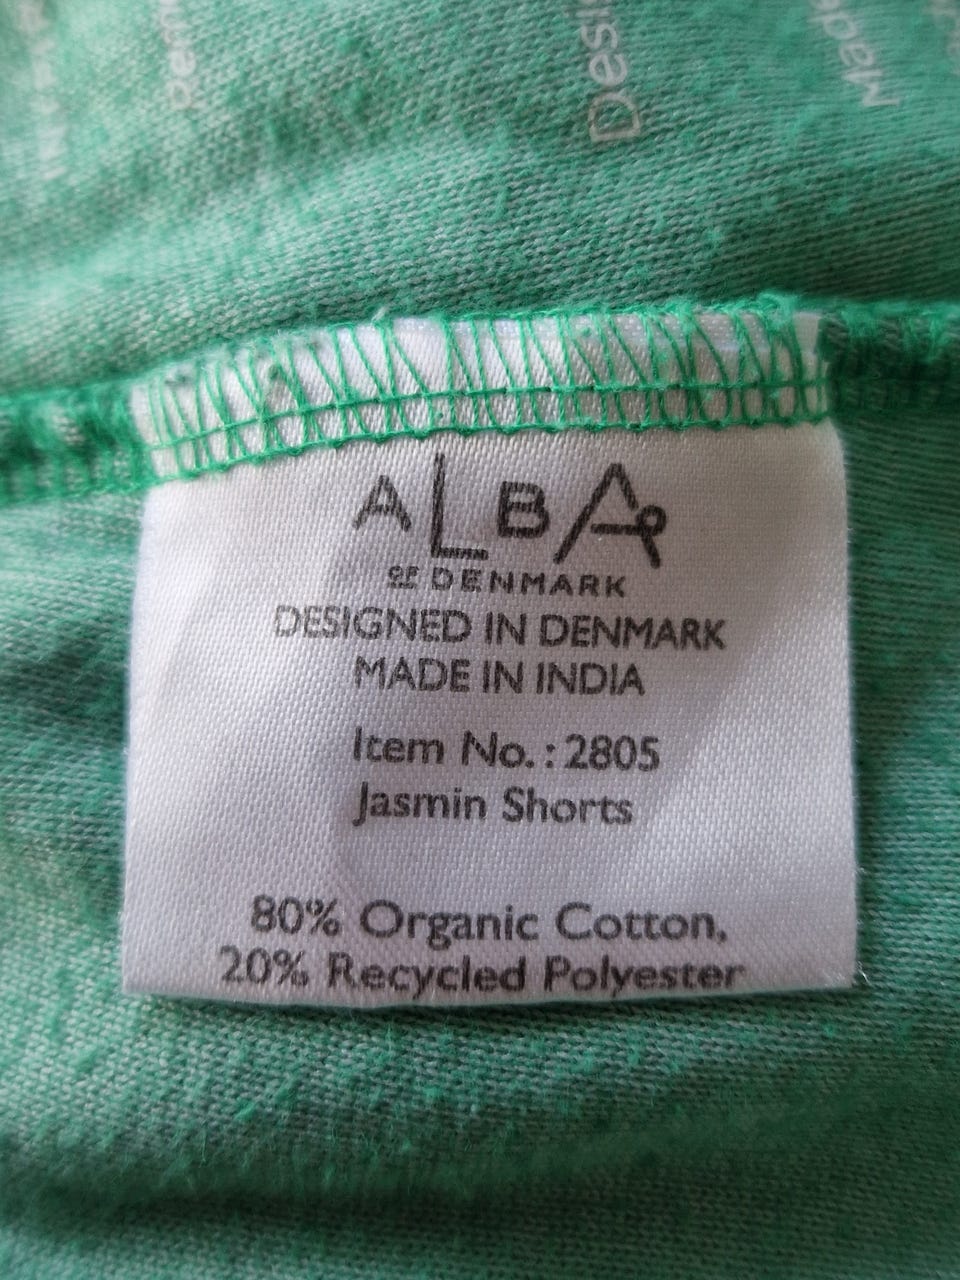 Desi
ALBA
OF DENMARK
DESIGNED IN DENMARK
MADE IN INDIA
Item No. : 2805
Jasmin Shorts
80% Organic Cotton,
20% Recycled Polyester